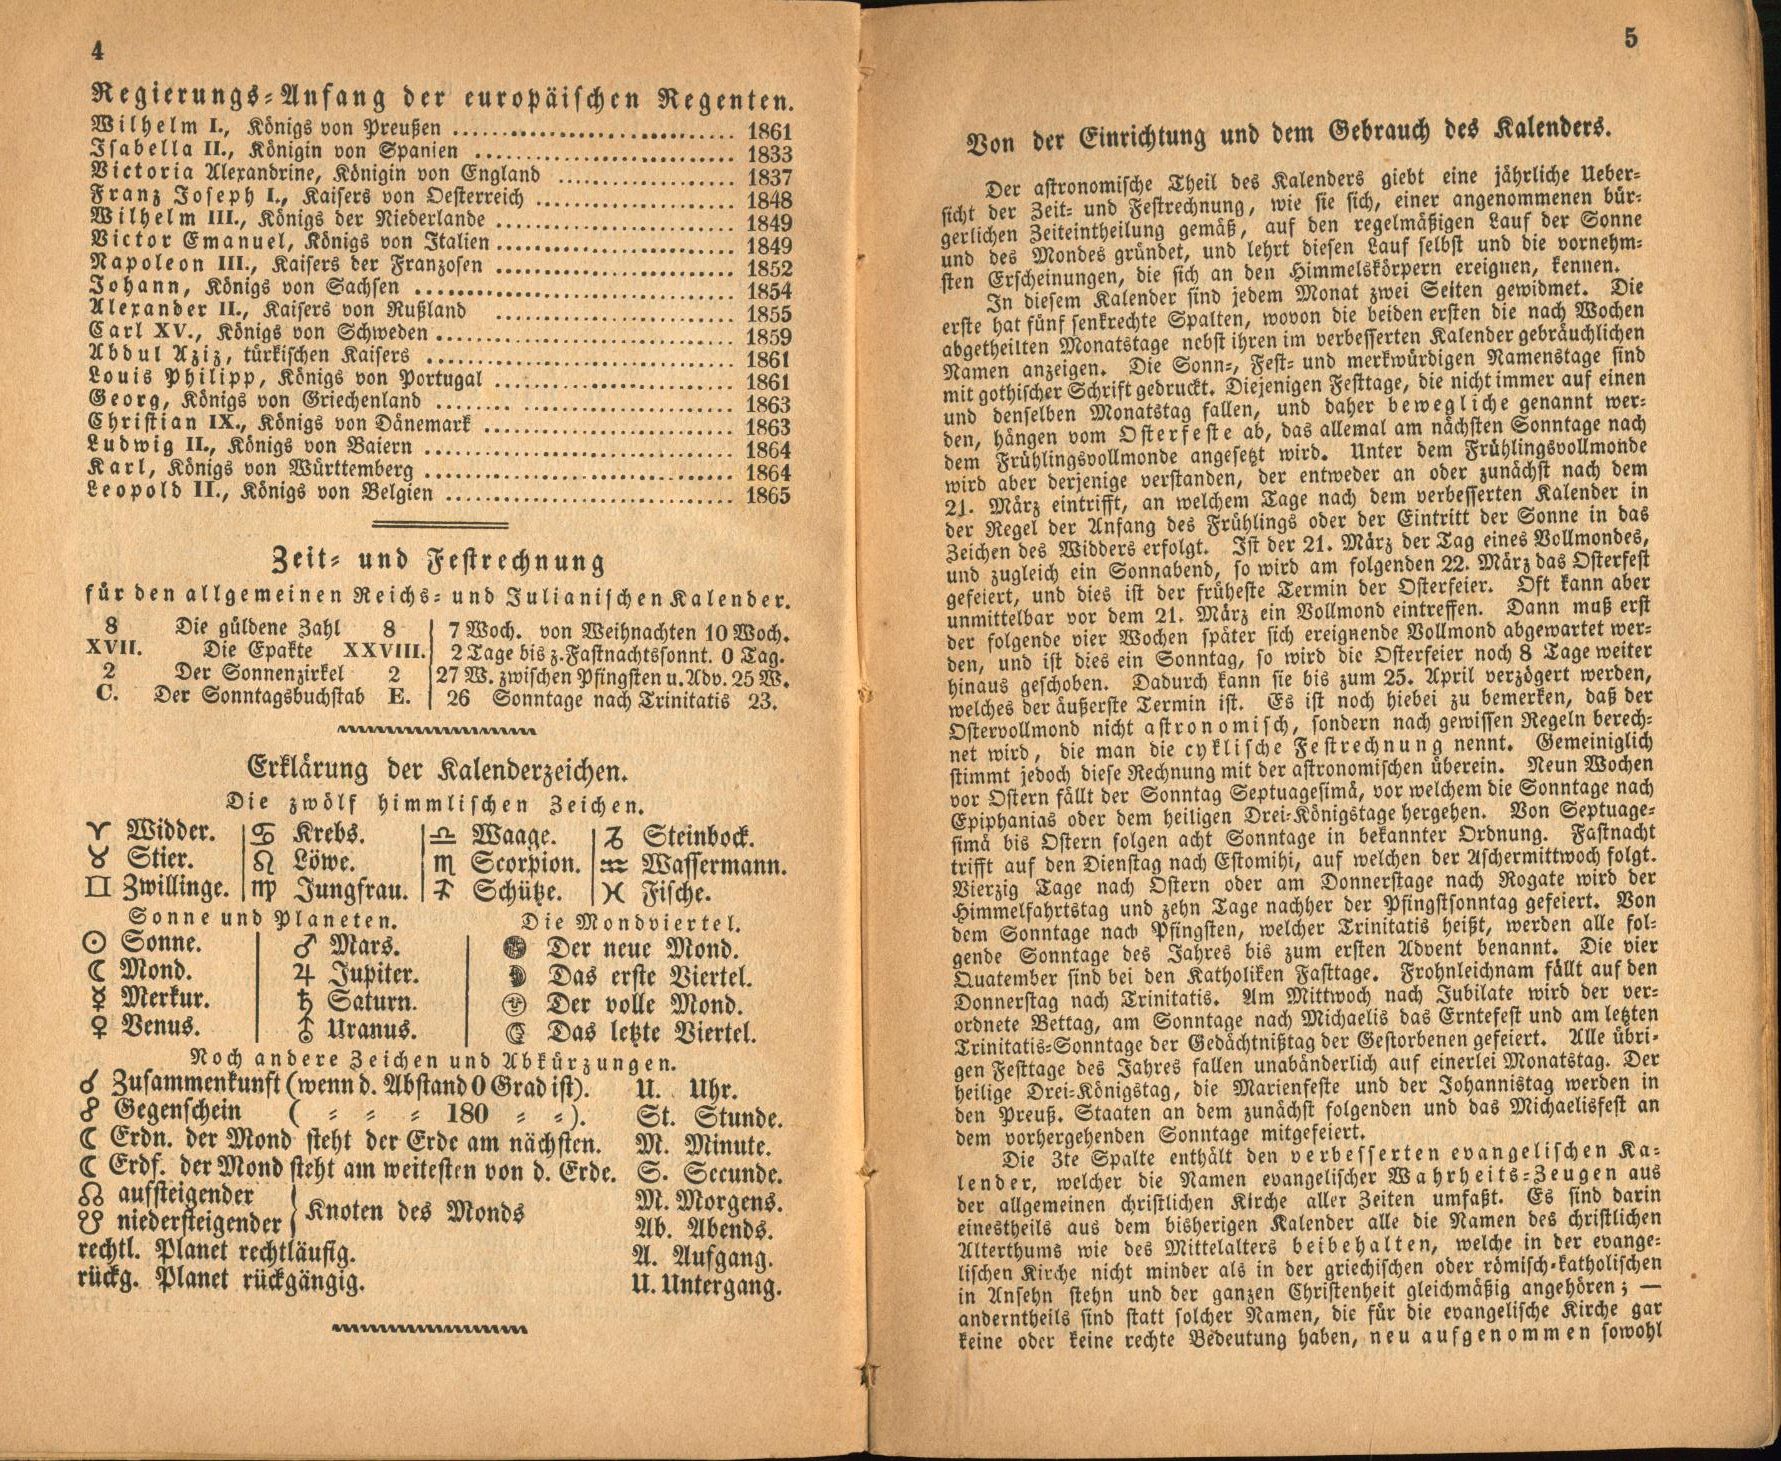 4
Regierungs-Anfang der europäischen Regenten.
Wilhelm I., Königs von Preußen .......... 1861
Isabella II., Königin von Spanien .......... 1833
Victoria Alexandrine, Königin von England .......... 1837
Franz Joseph I., Kaisers von Oesterreich .......... 1848
Wilhelm III., Königs der Niederlande .......... 1849
Victor Emanuel, Königs von Italien .......... 1849
Napoleon III., Kaisers der Franzosen .......... 1852
Johann, Königs von Sachsen .......... 1854
Alexander II., Kaisers von Rußland .......... 1855
Carl XV., Königs von Schweden .......... 1859
Abdul Aziz, türkischen Kaisers .......... 1861
Louis Philipp, Königs von Portugal .......... 1861
Georg, Königs von Griechenland .......... 1863
Christian IX., Königs von Dänemark .......... 1863
Ludwig II., Königs von Baiern .......... 1864
Karl, Königs von Württemberg .......... 1864
Leopold II., Königs von Belgien .......... 1865
Zeit- und Festrechnung
für den allgemeinen Reichs- und Julianischen Kalender.
8 Die güldene Zahl 8 | 7 Woch. von Weihnachten 10 Woch.
XVII. Die Epakte XXVIII. | 2 Tage bis z. Fastnachtssonnt. 0 Tag.
2 Der Sonnenzirkel 2 | 27 W. zwischen Pfingsten u. Adv. 25 W.
C. Der Sonntagsbuchstab E. | 26 Sonntage nach Trinitatis 23.
Erklärung der Kalenderzeichen.
Die zwölf himmlischen Zeichen.
♈ Widder. | ♋ Krebs. | ♎ Waage. | ♑ Steinbock.
♉ Stier. | ♌ Löwe. | ♏ Scorpion. | ♒ Wassermann.
♊ Zwillinge. | ♍ Jungfrau. | ♐ Schütze. | ♓ Fische.
Sonne und Planeten. Die Mondviertel.
☉ Sonne. | ♂ Mars. | Der neue Mond.
☾ Mond. | ♃ Jupiter. | Das erste Viertel.
☿ Merkur. | ♄ Saturn. | Der volle Mond.
♀ Venus. | Uranus. | Das letzte Viertel.
Noch andere Zeichen und Abkürzungen.
☌ Zusammenkunft (wenn d. Abstand 0 Grad ist). U. Uhr.
☍ Gegenschein ( = = = 180 = =). St. Stunde.
☾ Erdn. der Mond steht der Erde am nächsten. M. Minute.
☾ Erdf. der Mond steht am weitesten von d. Erde. S. Secunde.
☊ aufsteigender } Knoten des Monds M. Morgens.
☋ niedersteigender } Ab. Abends.
rechtl. Planet rechtläufig. A. Aufgang.
rückg. Planet rückgängig. U. Untergang.
5
Von der Einrichtung und dem Gebrauch des Kalenders.
Der astronomische Theil des Kalenders giebt eine jährliche Ueber-
sicht der Zeit- und Festrechnung, wie sie sich, einer angenommenen bür-
gerlichen Zeiteintheilung gemäß, auf den regelmäßigen Lauf der Sonne
und des Mondes gründet, und lehrt diesen Lauf selbst und die vornehm-
sten Erscheinungen, die sich an den Himmelskörpern ereignen, kennen.
In diesem Kalender sind jedem Monat zwei Seiten gewidmet. Die
erste hat fünf senkrechte Spalten, wovon die beiden ersten die nach Wochen
abgetheilten Monatstage nebst ihren im verbesserten Kalender gebräuchlichen
Namen anzeigen. Die Sonn-, Fest- und merkwürdigen Namenstage sind
mit gothischer Schrift gedruckt. Diejenigen Festtage, die nicht immer auf einen
und denselben Monatstag fallen, und daher bewegliche genannt wer-
den, hängen vom Osterfeste ab, das allemal am nächsten Sonntage nach
dem Frühlingsvollmonde angesetzt wird. Unter dem Frühlingsvollmonde
wird aber derjenige verstanden, der entweder an oder zunächst nach dem
21. März eintrifft, an welchem Tage nach dem verbesserten Kalender in
der Regel der Anfang des Frühlings oder der Eintritt der Sonne in das
Zeichen des Widders erfolgt. Ist der 21. März der Tag eines Vollmondes,
und zugleich ein Sonnabend, so wird am folgenden 22. März das Osterfest
gefeiert, und dies ist der früheste Termin der Osterfeier. Oft kann aber
unmittelbar vor dem 21. März ein Vollmond eintreffen. Dann muß erst
der folgende vier Wochen später sich ereignende Vollmond abgewartet wer-
den, und ist dies ein Sonntag, so wird die Osterfeier noch 8 Tage weiter
hinaus geschoben. Dadurch kann sie bis zum 25. April verzögert werden,
welches der äußerste Termin ist. Es ist noch hiebei zu bemerken, daß der
Ostervollmond nicht astronomisch, sondern nach gewissen Regeln berech-
net wird, die man die cyklische Festrechnung nennt. Gemeiniglich
stimmt jedoch diese Rechnung mit der astronomischen überein. Neun Wochen
vor Ostern fällt der Sonntag Septuagesimä, vor welchem die Sonntage nach
Epiphanias oder dem heiligen Drei-Königstage hergehen. Von Septuage-
simä bis Ostern folgen acht Sonntage in bekannter Ordnung. Fastnacht
trifft auf den Dienstag nach Estomihi, auf welchen der Aschermittwoch folgt.
Vierzig Tage nach Ostern oder am Donnerstage nach Rogate wird der
Himmelfahrtstag und zehn Tage nachher der Pfingstsonntag gefeiert. Von
dem Sonntage nach Pfingsten, welcher Trinitatis heißt, werden alle fol-
gende Sonntage des Jahres bis zum ersten Advent benannt. Die vier
Quatember sind bei den Katholiken Fasttage. Frohnleichnam fällt auf den
Donnerstag nach Trinitatis. Am Mittwoch nach Jubilate wird der ver-
ordnete Bettag, am Sonntage nach Michaelis das Erntefest und am letzten
Trinitatis-Sonntage der Gedächtnißtag der Gestorbenen gefeiert. Alle übri-
gen Festtage des Jahres fallen unabänderlich auf einerlei Monatstag. Der
heilige Drei-Königstag, die Marienfeste und der Johannistag werden in
den Preuß. Staaten an dem zunächst folgenden und das Michaelisfest an
dem vorhergehenden Sonntage mitgefeiert.
Die 3te Spalte enthält den verbesserten evangelischen Ka-
lender, welcher die Namen evangelischer Wahrheits-Zeugen aus
der allgemeinen christlichen Kirche aller Zeiten umfaßt. Es sind darin
einestheils aus dem bisherigen Kalender alle die Namen des christlichen
Alterthums wie des Mittelalters beibehalten, welche in der evange-
lischen Kirche nicht minder als in der griechischen oder römisch-katholischen
in Ansehn stehn und der ganzen Christenheit gleichmäßig angehören; —
anderntheils sind statt solcher Namen, die für die evangelische Kirche gar
keine oder keine rechte Bedeutung haben, neu aufgenommen sowohl